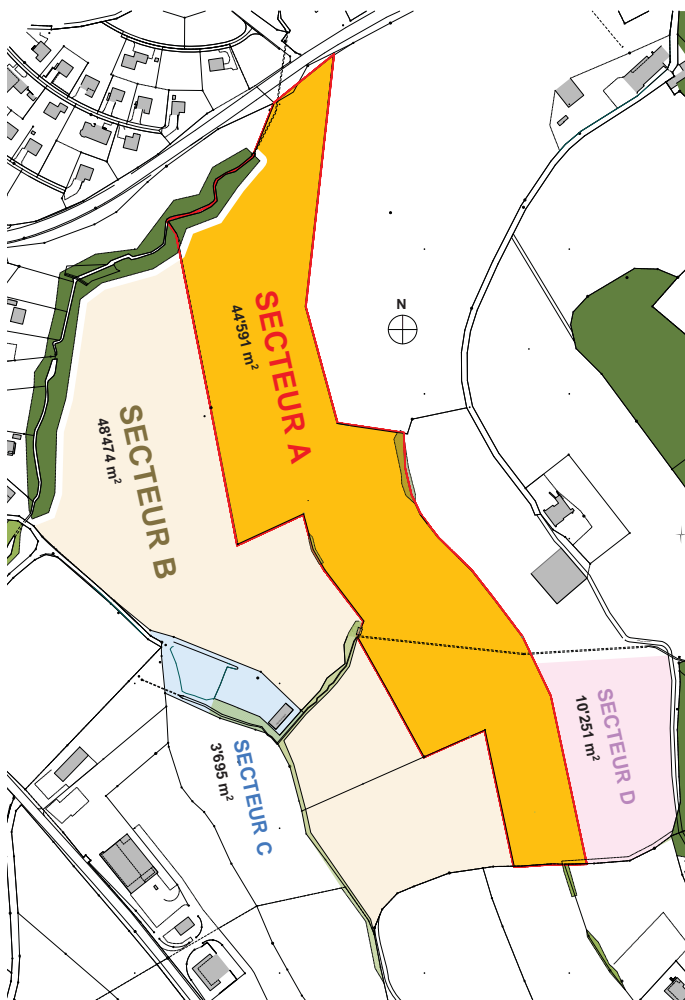 N
SECTEUR A
44'591 m²
SECTEUR B
48'474 m²
SECTEUR C
3'695 m²
SECTEUR D
10'251 m²